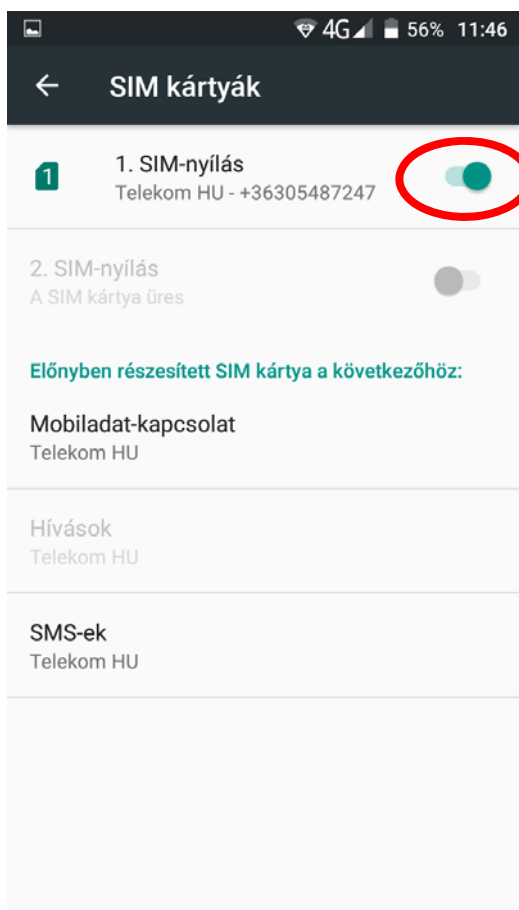 4G 56% 11:46
SIM kártyák
1
1. SIM-nyílás
Telekom HU - +36305487247
2. SIM-nyílás
A SIM kártya üres
Előnyben részesített SIM kártya a következőhöz:
Mobiladat-kapcsolat
Telekom HU
Hívások
Telekom HU
SMS-ek
Telekom HU